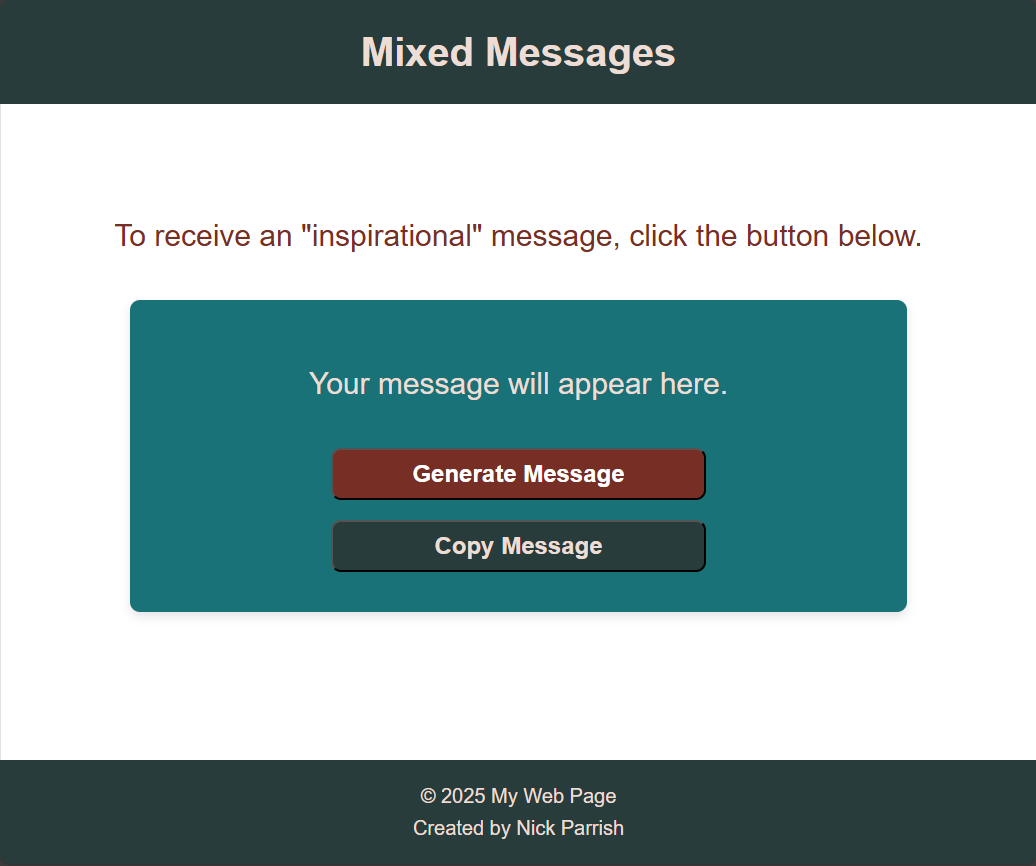 Mixed Messages
To receive an "inspirational" message, click the button below.
Your message will appear here.
Generate Message
Copy Message
© 2025 My Web Page
Created by Nick Parrish